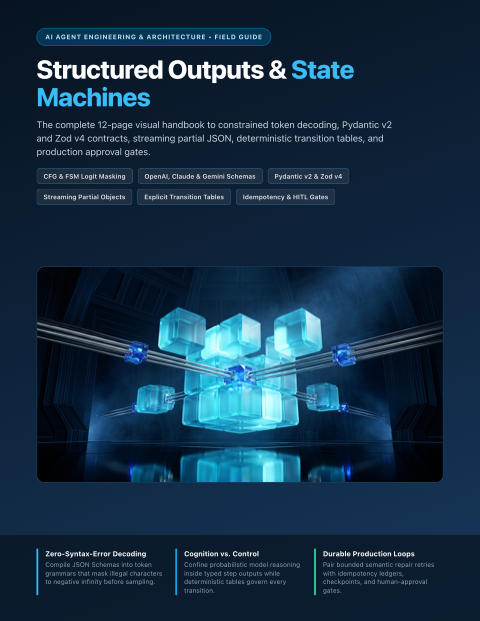 AI AGENT ENGINEERING & ARCHITECTURE • FIELD GUIDE
Structured Outputs & State
Machines
The complete 12-page visual handbook to constrained token decoding, Pydantic v2
and Zod v4 contracts, streaming partial JSON, deterministic transition tables, and
production approval gates.
CFG & FSM Logit Masking
OpenAI, Claude & Gemini Schemas
Pydantic v2 & Zod v4
Streaming Partial Objects
Explicit Transition Tables
Idempotency & HITL Gates
Zero-Syntax-Error Decoding
Compile JSON Schemas into token
grammars that mask illegal characters
to negative infinity before sampling.
Cognition vs. Control
Confine probabilistic model reasoning
inside typed step outputs while
deterministic tables govern every
transition.
Durable Production Loops
Pair bounded semantic repair retries
with idempotency ledgers,
checkpoints, and human-approval
gates.